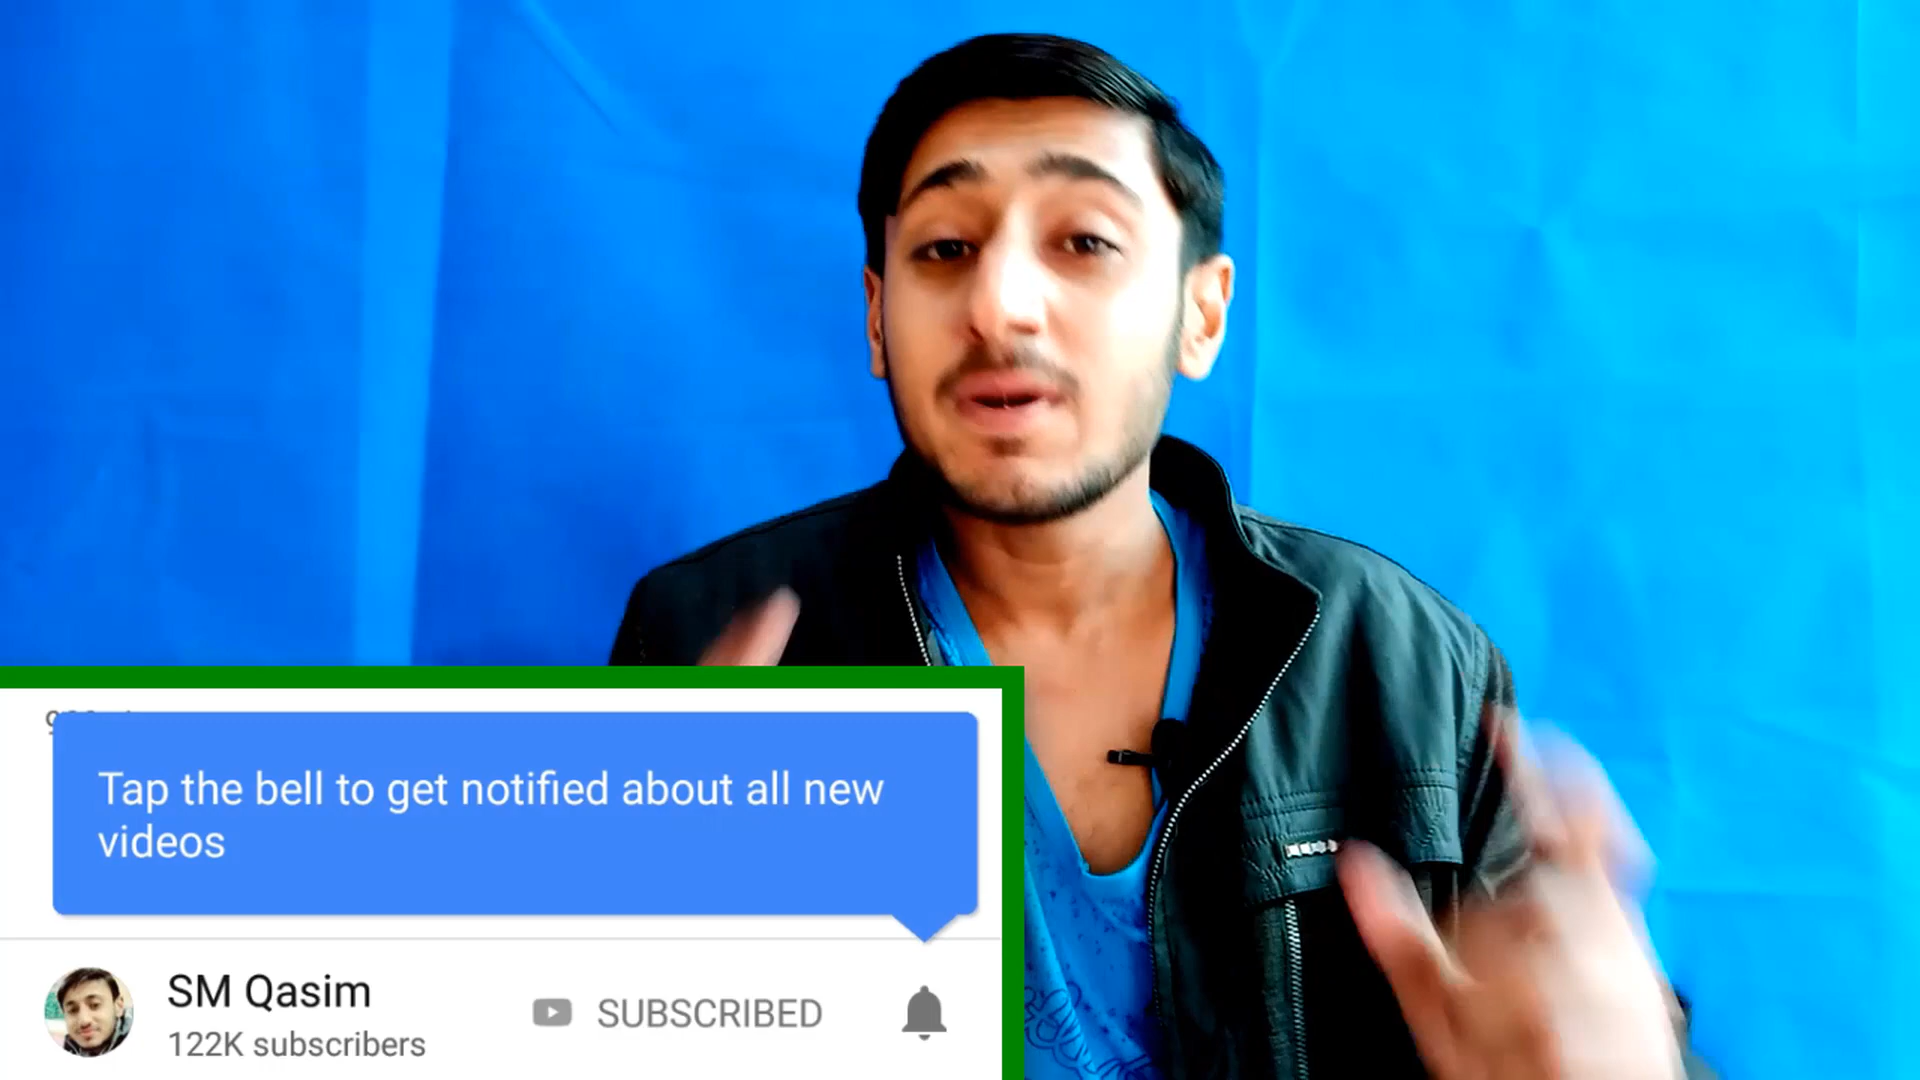 Tap the bell to get notified about all new
videos
SM Qasim
122K subscribers
SUBSCRIBED